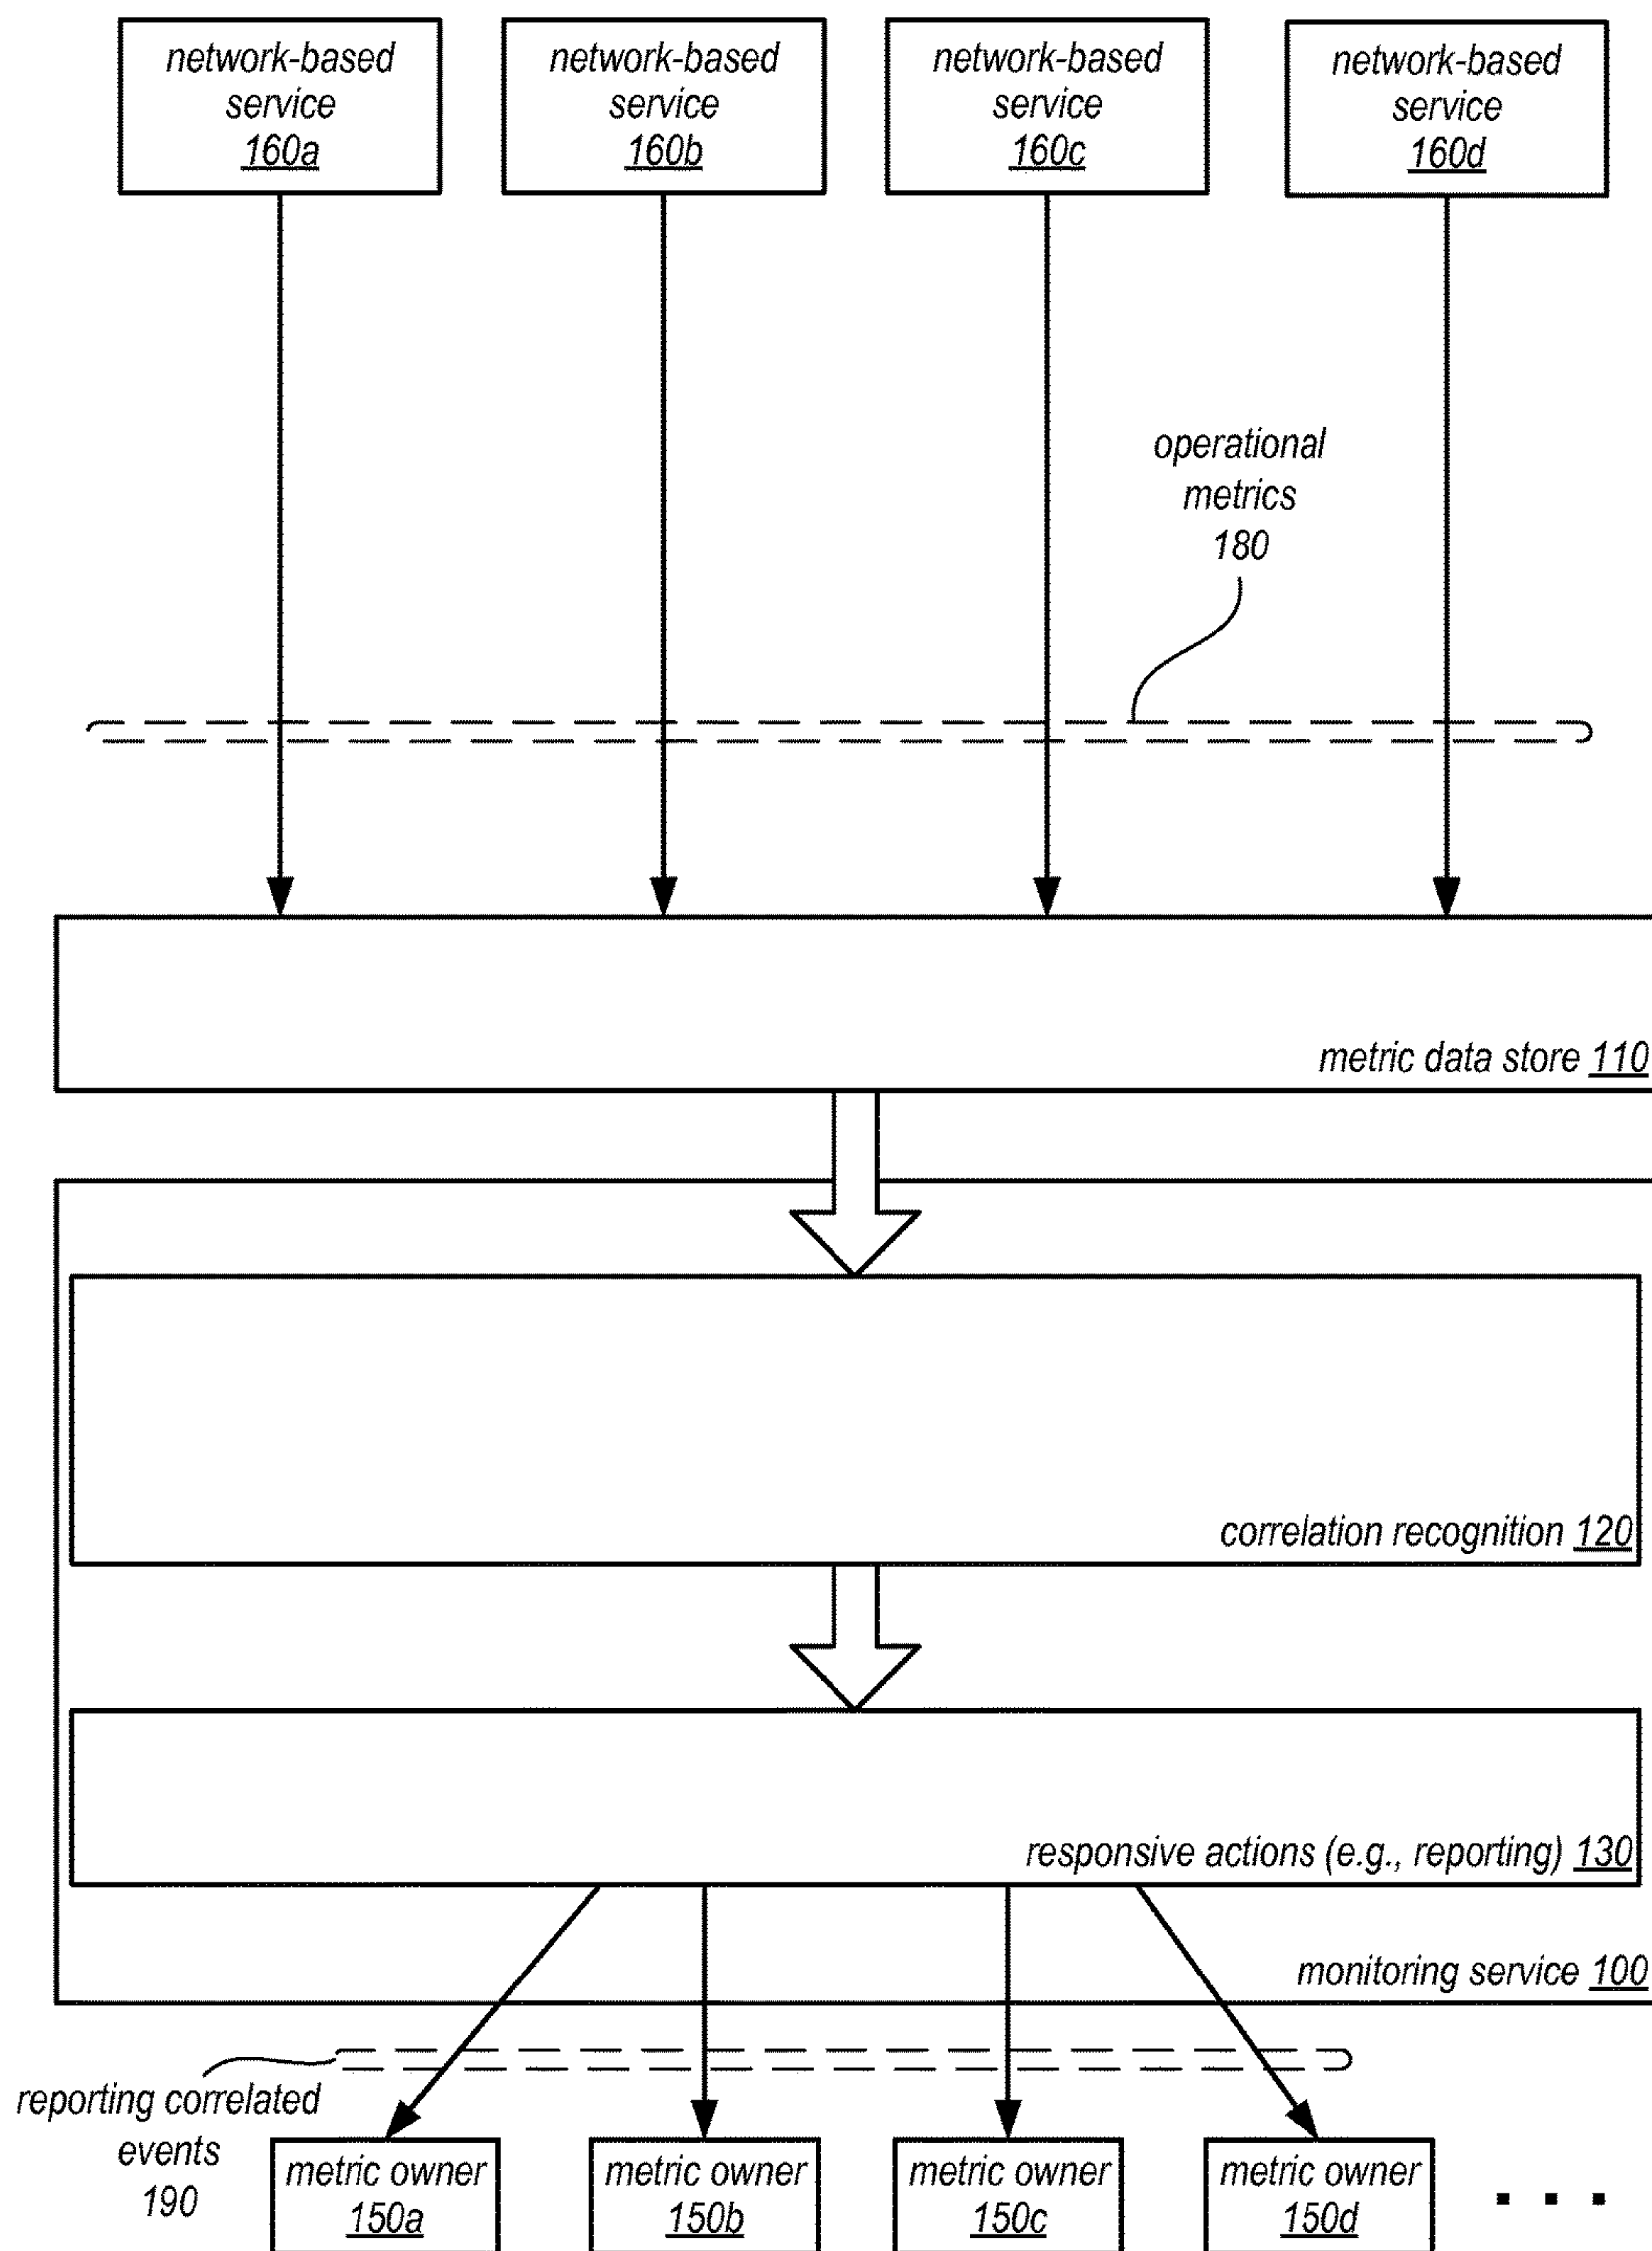 network-based
service
160a
network-based
service
160b
network-based
service
160c
network-based
service
160d
operational
metrics
180
metric data store 110
correlation recognition 120
responsive actions (e.g., reporting) 130
monitoring service 100
reporting correlated
events
190
metric owner
150a
metric owner
150b
metric owner
150c
metric owner
150d
. . .